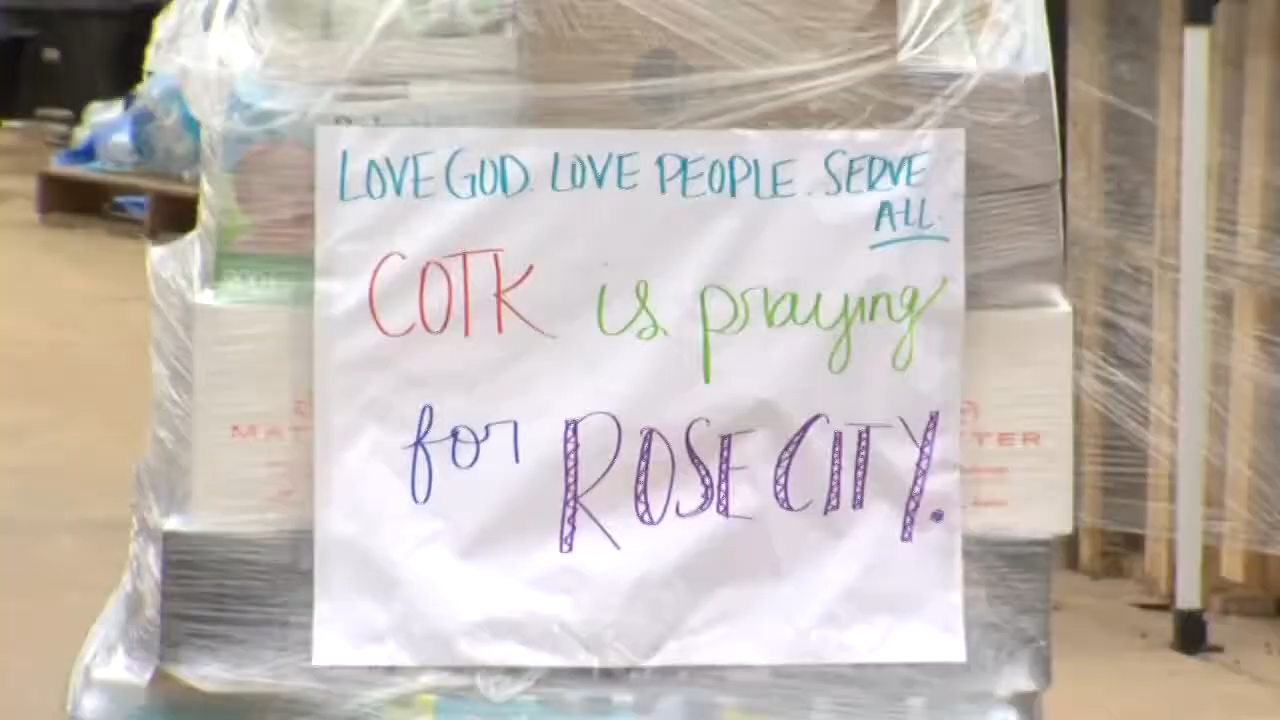 LOVE GOD. LOVE PEOPLE. SERVE
ALL.
COTK is praying
for ROSE CITY.